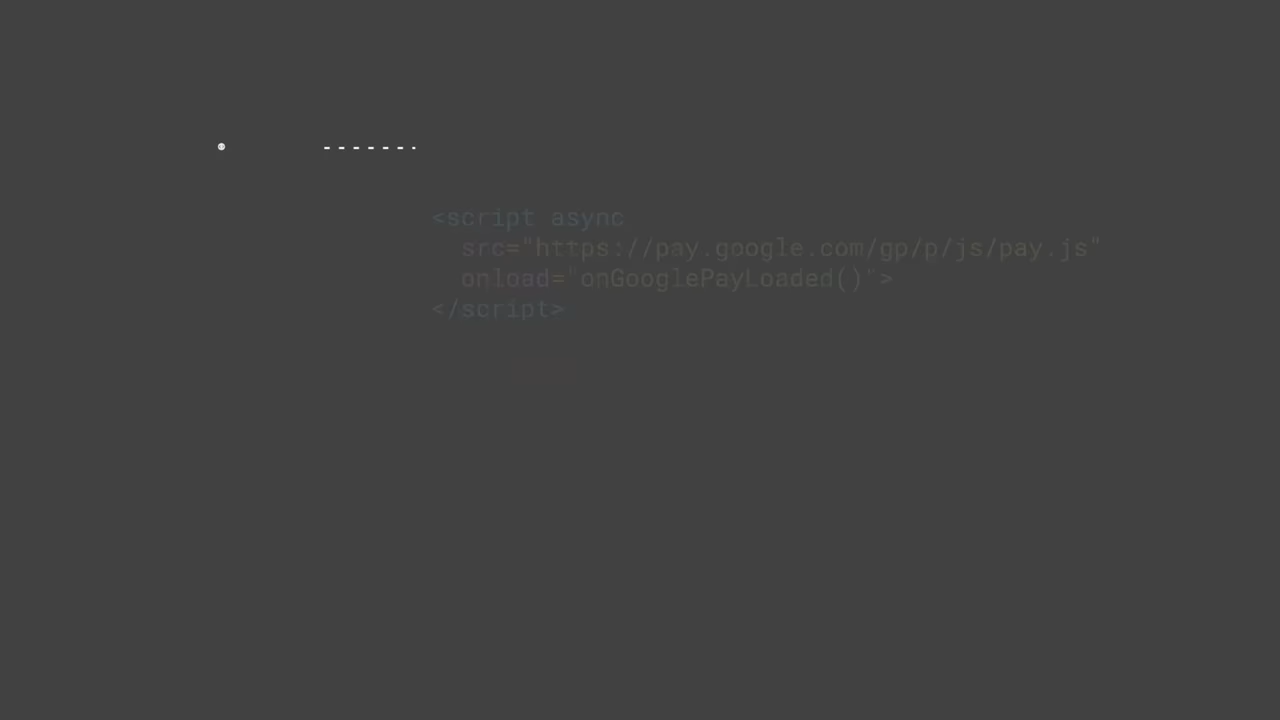 <script async
src="https://pay.google.com/gp/p/js/pay.js"
onload="onGooglePayLoaded()">
</script>